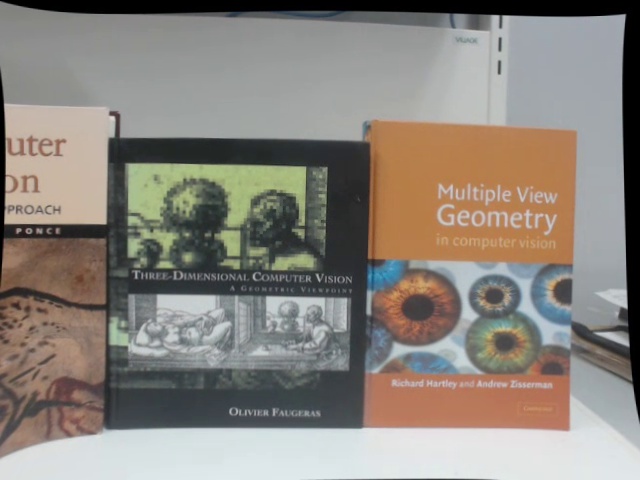 uter
on
PPROACH
PONCE
THREE-DIMENSIONAL COMPUTER VISION
A GEOMETRIC VIEWPOINT
OLIVIER FAUGERAS
Multiple View
Geometry
in computer vision
Richard Hartley and Andrew Zisserman